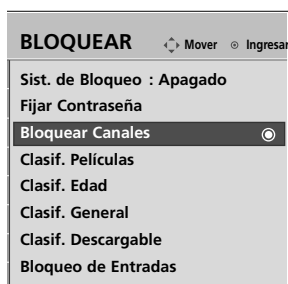 BLOQUEAR Mover Ingresar
Sist. de Bloqueo : Apagado
Fijar Contraseña
Bloquear Canales
Clasif. Películas
Clasif. Edad
Clasif. General
Clasif. Descargable
Bloqueo de Entradas